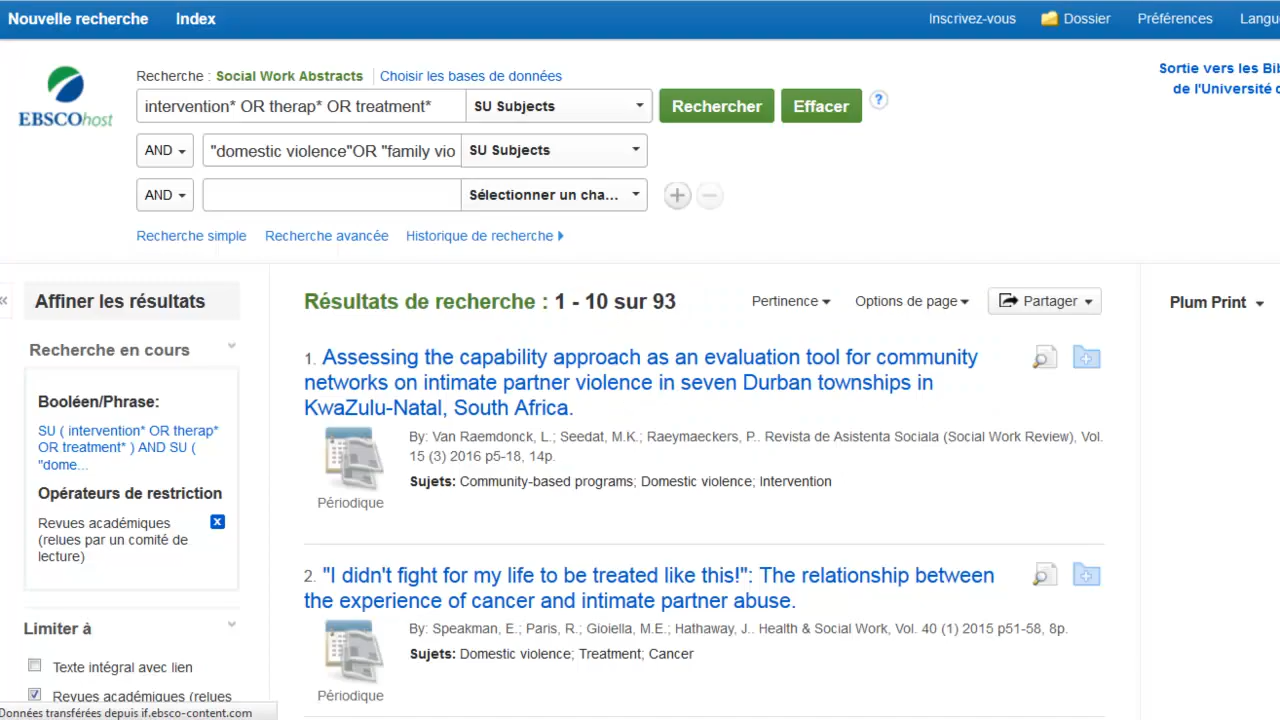 Nouvelle recherche Index Inscrivez-vous Dossier Préférences
Sortie vers les
de l'Université
EBSCOhost
Recherche : Social Work Abstracts Choisir les bases de données
intervention* OR therap* OR treatment* SU Subjects Rechercher Effacer ?
AND "domestic violence"OR "family vio SU Subjects
AND Sélectionner un cha...
Recherche simple Recherche avancée Historique de recherche
Affiner les résultats
Recherche en cours
Booléen/Phrase:
SU ( intervention* OR therap*
OR treatment* ) AND SU (
"dome...
Opérateurs de restriction
Revues académiques
(relues par un comité de
lecture)
Limiter à
Texte intégral avec lien
Revues académiques (relues
Données transférées depuis if.ebsco-content.com
Résultats de recherche : 1 - 10 sur 93 Pertinence Options de page Partager
1. Assessing the capability approach as an evaluation tool for community
networks on intimate partner violence in seven Durban townships in
KwaZulu-Natal, South Africa.
By: Van Raemdonck, L.; Seedat, M.K.; Raeymaeckers, P.. Revista de Asistenta Sociala (Social Work Review), Vol.
15 (3) 2016 p5-18, 14p.
Sujets: Community-based programs; Domestic violence; Intervention
Périodique
2. "I didn't fight for my life to be treated like this!": The relationship between
the experience of cancer and intimate partner abuse.
By: Speakman, E.; Paris, R.; Gioiella, M.E.; Hathaway, J.. Health & Social Work, Vol. 40 (1) 2015 p51-58, 8p.
Sujets: Domestic violence; Treatment; Cancer
Périodique
Plum Print